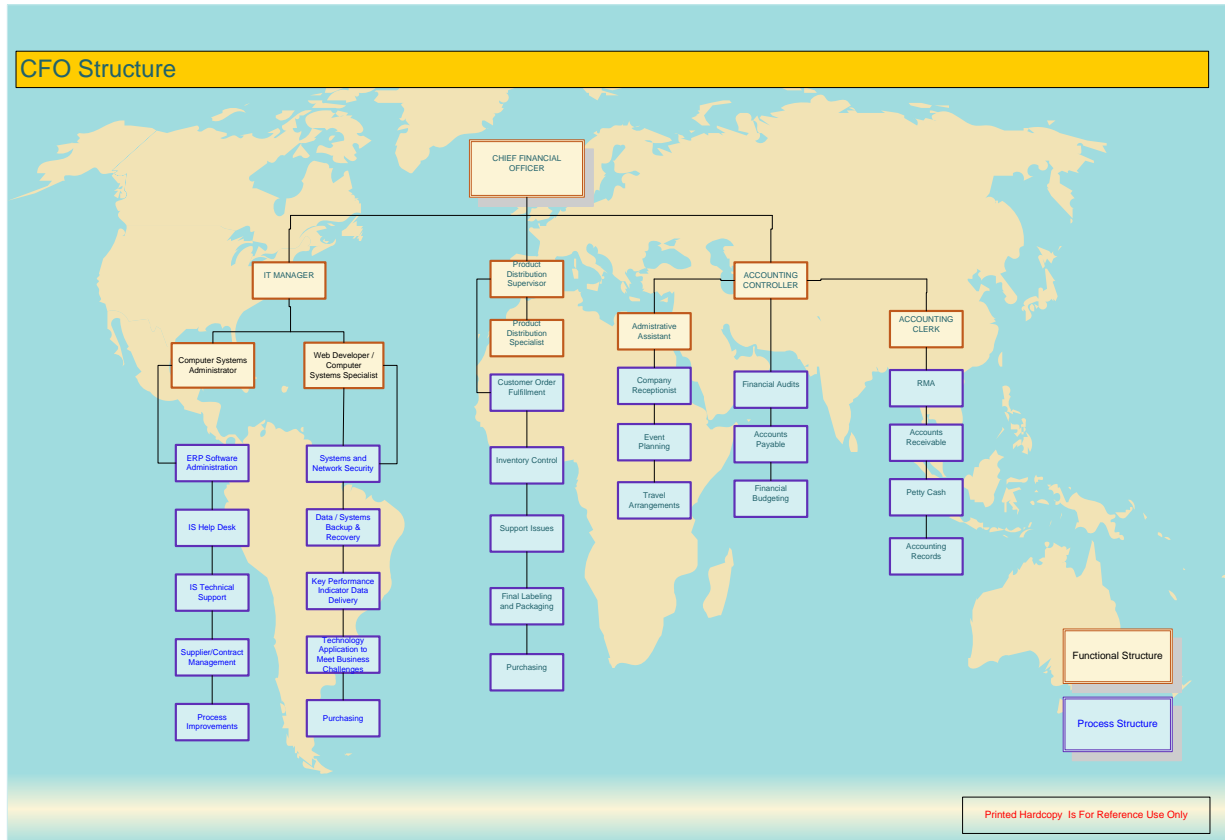 CFO Structure
CHIEF FINANCIAL
OFFICER
IT MANAGER
Product
Distribution
Supervisor
ACCOUNTING
CONTROLLER
Product
Distribution
Specialist
Admistrative
Assistant
ACCOUNTING
CLERK
Computer Systems
Administrator
Web Developer /
Computer
Systems Specialist
Customer Order
Fulfillment
Company
Receptionist
Financial Audits
RMA
ERP Software
Administration
Systems and
Network Security
Inventory Control
Event
Planning
Accounts
Payable
Accounts
Receivable
Travel
Arrangements
Financial
Budgeting
Petty Cash
IS Help Desk
Data / Systems
Backup &
Recovery
Support Issues
Accounting
Records
IS Technical
Support
Key Performance
Indicator Data
Delivery
Final Labeling
and Packaging
Supplier/Contract
Management
Technology
Application to
Meet Business
Challenges
Purchasing
Process
Improvements
Purchasing
Functional Structure
Process Structure
Printed Hardcopy Is For Reference Use Only